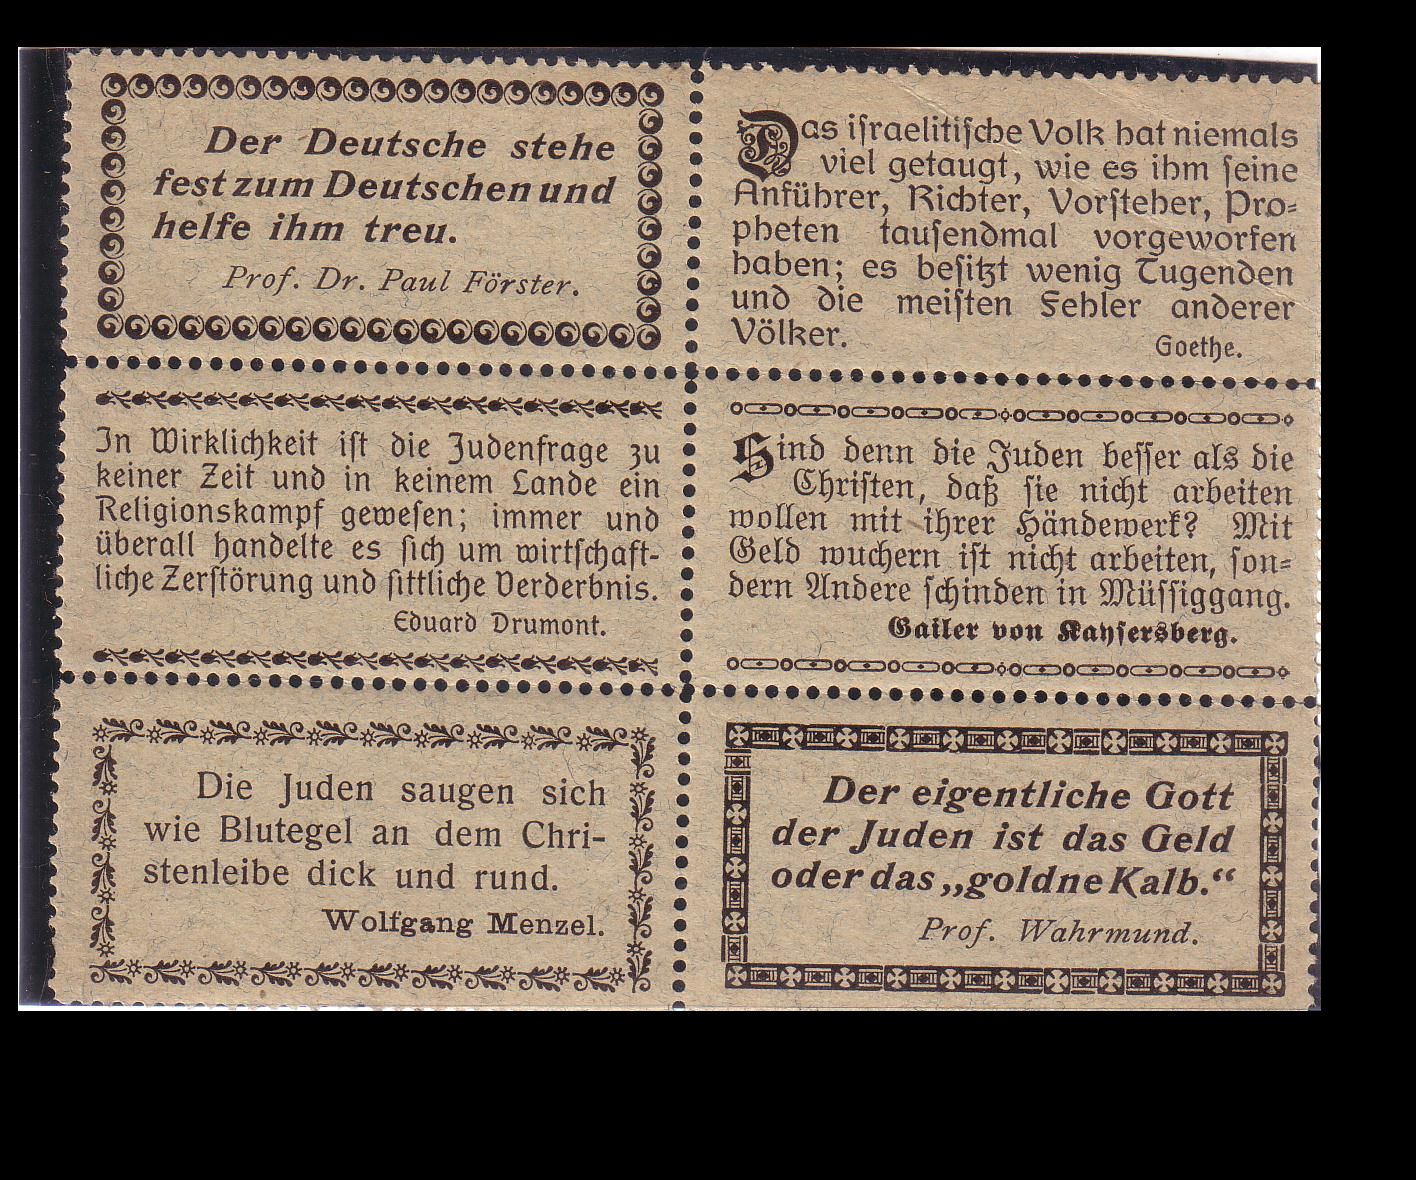 Der Deutsche stehe
fest zum Deutschen und
helfe ihm treu.
Prof. Dr. Paul Förster.
Das iſraelitiſche Volk hat niemals
viel getaugt, wie es ihm ſeine
Anführer, Richter, Vorſteher, Pro⸗
pheten tauſendmal vorgeworfen
haben; es beſitzt wenig Tugenden
und die meiſten Fehler anderer
Völker.
Goethe.
In Wirklichkeit iſt die Judenfrage zu
keiner Zeit und in keinem Lande ein
Religionskampf geweſen; immer und
überall handelte es ſich um wirtſchaft-
liche Zerſtörung und ſittliche Verderbnis.
Eduard Drumont.
Sind denn die Juden beſſer als die
Chriſten, daß ſie nicht arbeiten
wollen mit ihrer Händewerk? Mit
Geld wuchern iſt nicht arbeiten, ſon⸗
dern Andere ſchinden in Müſſiggang.
Gailer von Kayſersberg.
Die Juden saugen sich
wie Blutegel an dem Chri-
stenleibe dick und rund.
Wolfgang Menzel.
Der eigentliche Gott
der Juden ist das Geld
oder das „goldne Kalb.“
Prof. Wahrmund.